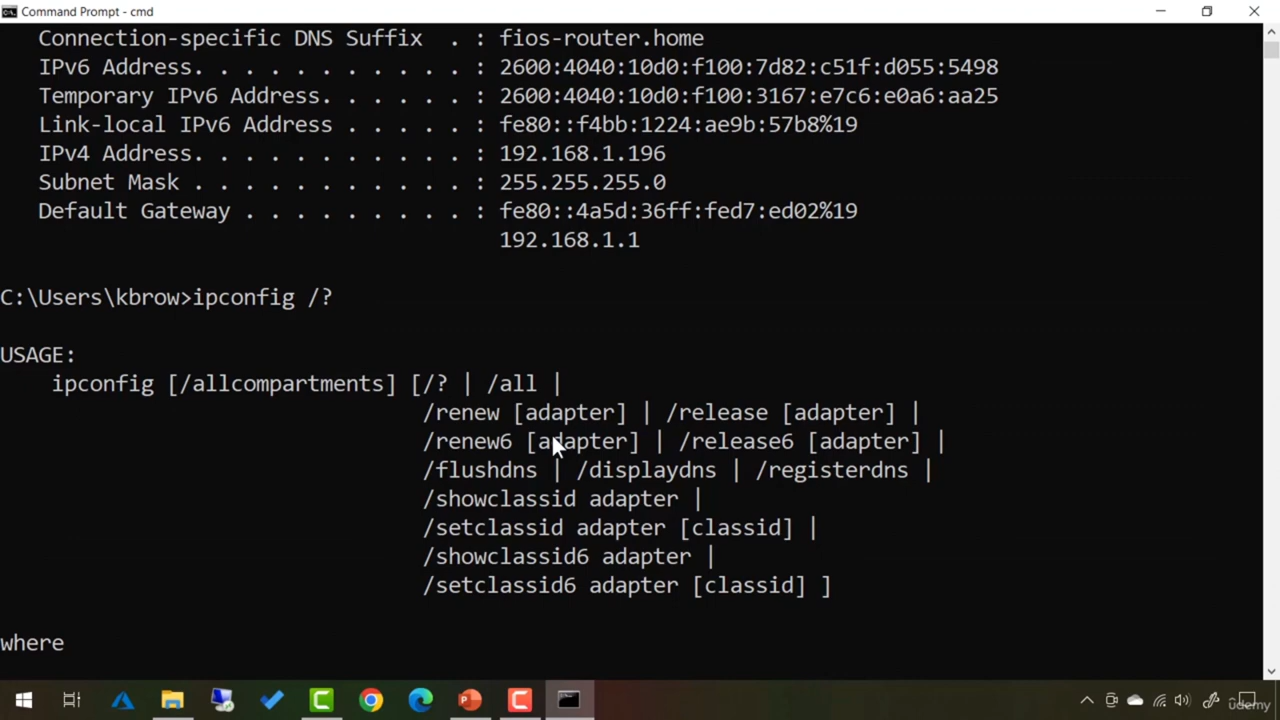 Command Prompt - cmd
Connection-specific DNS Suffix . : fios-router.home
IPv6 Address. . . . . . . . . . . : 2600:4040:10d0:f100:7d82:c51f:d055:5498
Temporary IPv6 Address. . . . . . : 2600:4040:10d0:f100:3167:e7c6:e0a6:aa25
Link-local IPv6 Address . . . . . : fe80::f4bb:1224:ae9b:57b8%19
IPv4 Address. . . . . . . . . . . : 192.168.1.196
Subnet Mask . . . . . . . . . . . : 255.255.255.0
Default Gateway . . . . . . . . . : fe80::4a5d:36ff:fed7:ed02%19
192.168.1.1
C:\Users\kbrow>ipconfig /?
USAGE:
ipconfig [/allcompartments] [/? | /all |
/renew [adapter] | /release [adapter] |
/renew6 [adapter] | /release6 [adapter] |
/flushdns | /displaydns | /registerdns |
/showclassid adapter |
/setclassid adapter [classid] |
/showclassid6 adapter |
/setclassid6 adapter [classid] ]
where
udemy